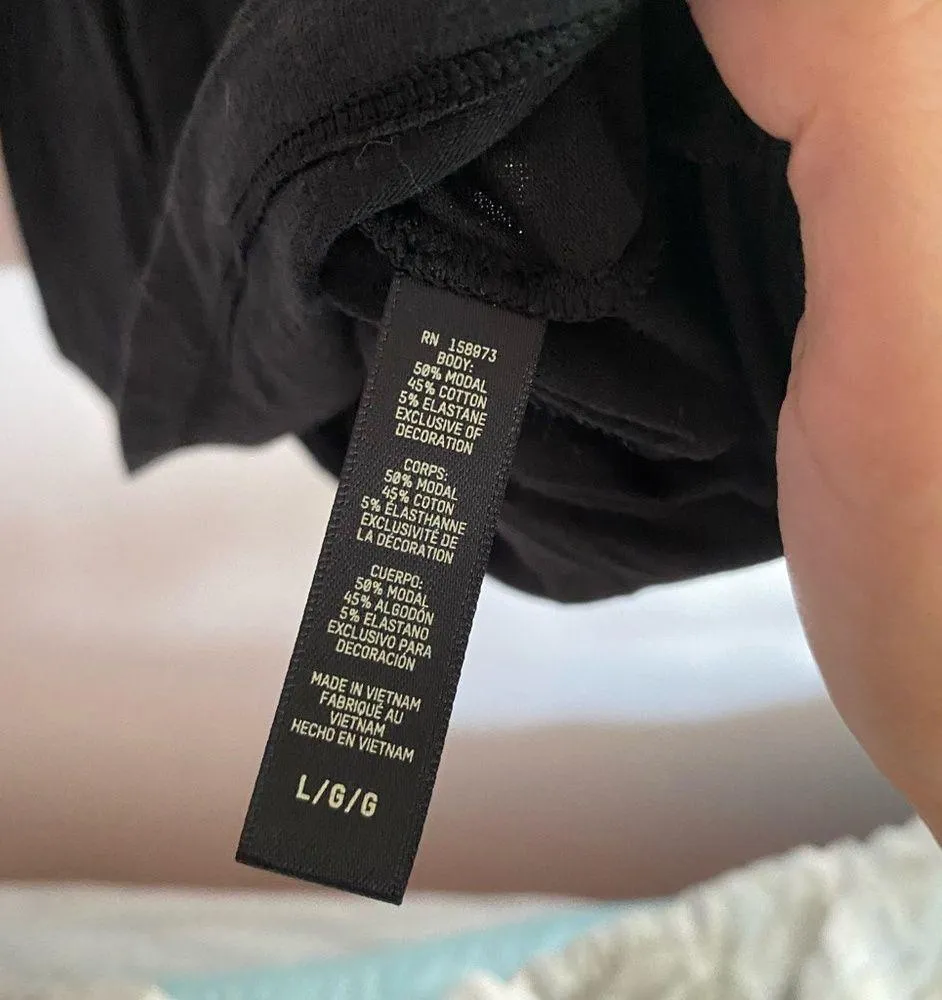 RN 158973
BODY:
50% MODAL
45% COTTON
5% ELASTANE
EXCLUSIVE OF
DECORATION
CORPS:
50% MODAL
45% COTON
5% ÉLASTHANNE
EXCLUSIVITÉ DE
LA DÉCORATION
CUERPO:
50% MODAL
45% ALGODÓN
5% ELASTANO
EXCLUSIVO PARA
DECORACIÓN
MADE IN VIETNAM
FABRIQUÉ AU
VIETNAM
HECHO EN VIETNAM
L/G/G